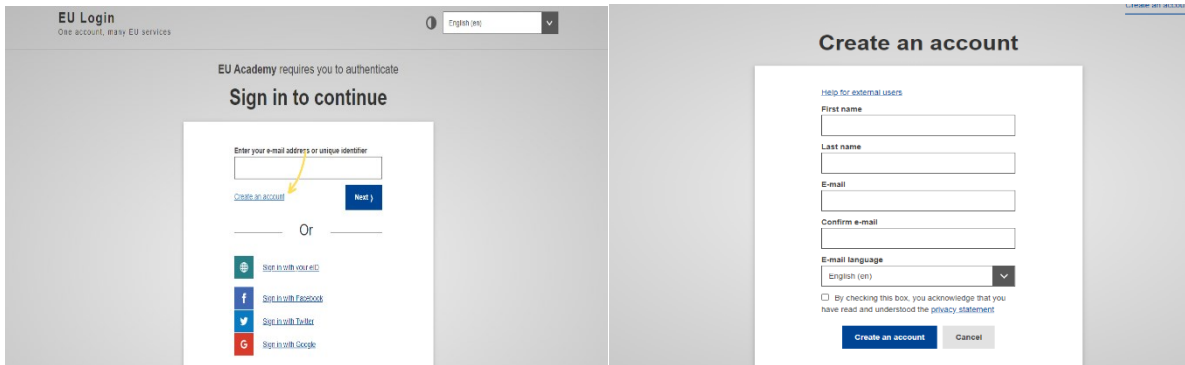 EU Login
One account, many EU services
English (en)
EU Academy requires you to authenticate
Sign in to continue
Enter your e-mail address or unique identifier
Create an account
Next
Or
Sign in with your eID
Sign in with Facebook
Sign in with Twitter
Sign in with Google
Create an account
Create an account
Help for external users
First name
Last name
E-mail
Confirm e-mail
E-mail language
English (en)
By checking this box, you acknowledge that you
have read and understood the privacy statement
Create an account
Cancel